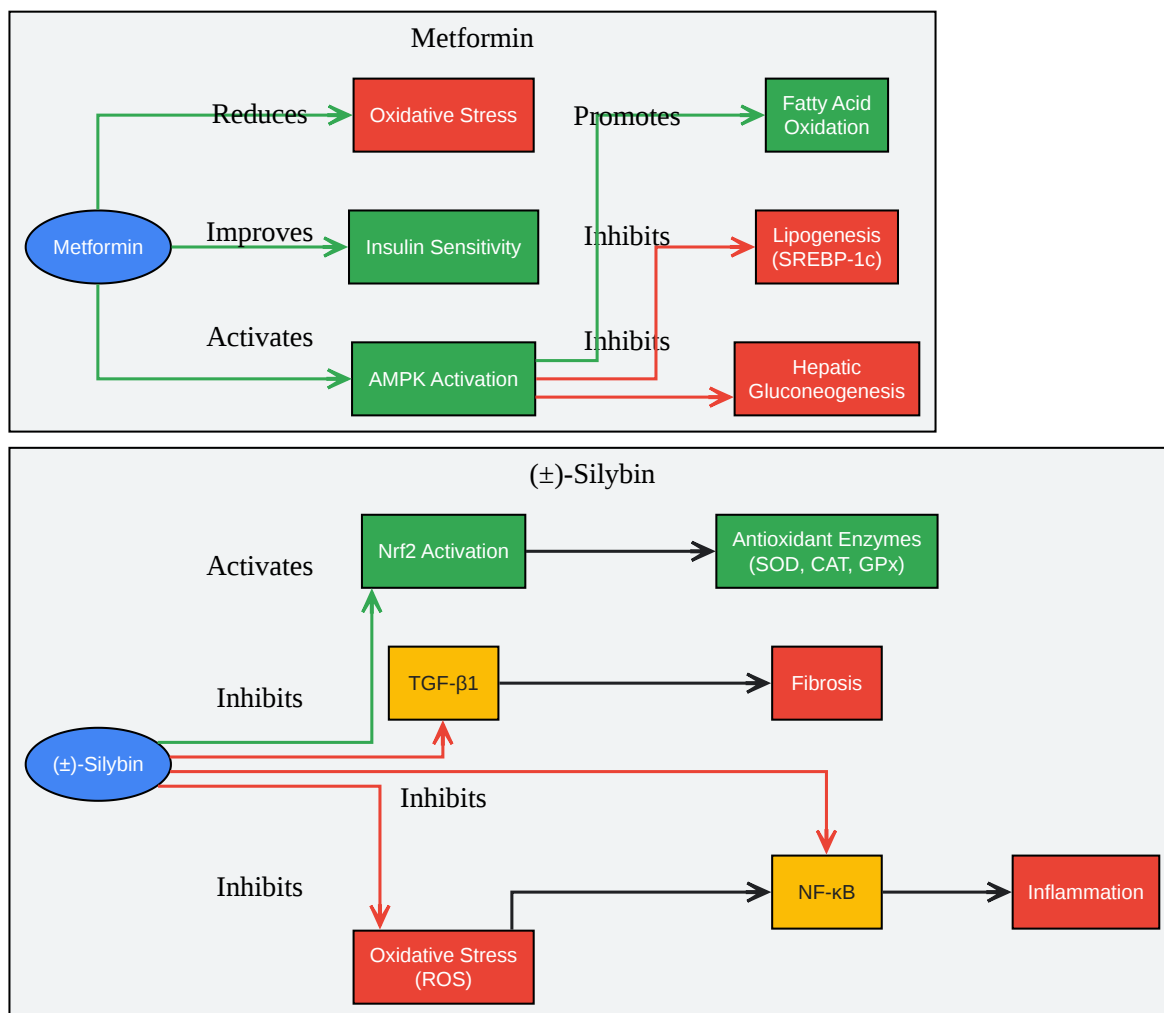 Metformin
Reduces
Oxidative Stress
Promotes
Fatty Acid
Oxidation
Metformin
Improves
Insulin Sensitivity
Inhibits
Lipogenesis
(SREBP-1c)
Activates
AMPK Activation
Inhibits
Hepatic
Gluconeogenesis
(±)-Silybin
Activates
Nrf2 Activation
Antioxidant Enzymes
(SOD, CAT, GPx)
Inhibits
TGF-β1
Fibrosis
(±)-Silybin
Inhibits
Inhibits
NF-κB
Inflammation
Oxidative Stress
(ROS)